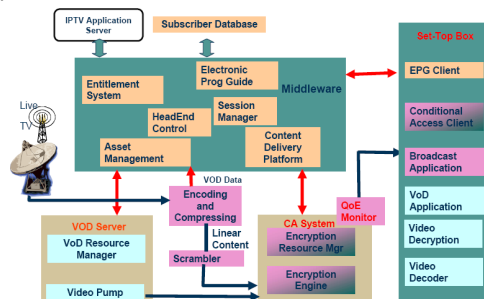 IPTV Application
Server
Subscriber Database
Set-Top Box
Electronic
Prog Guide
Middleware
Entitlement
System
Session
Manager
HeadEnd
Control
Asset
Management
Content
Delivery
Platform
EPG Client
Conditional
Access Client
Broadcast
Application
VoD
Application
Video
Decryption
Video
Decoder
Live
TV
VOD Data
Encoding
and
Compressing
Linear
Content
Scrambler
QoE
Monitor
VOD Server
VoD Resource
Manager
Video Pump
CA System
Encryption
Resource Mgr
Encryption
Engine